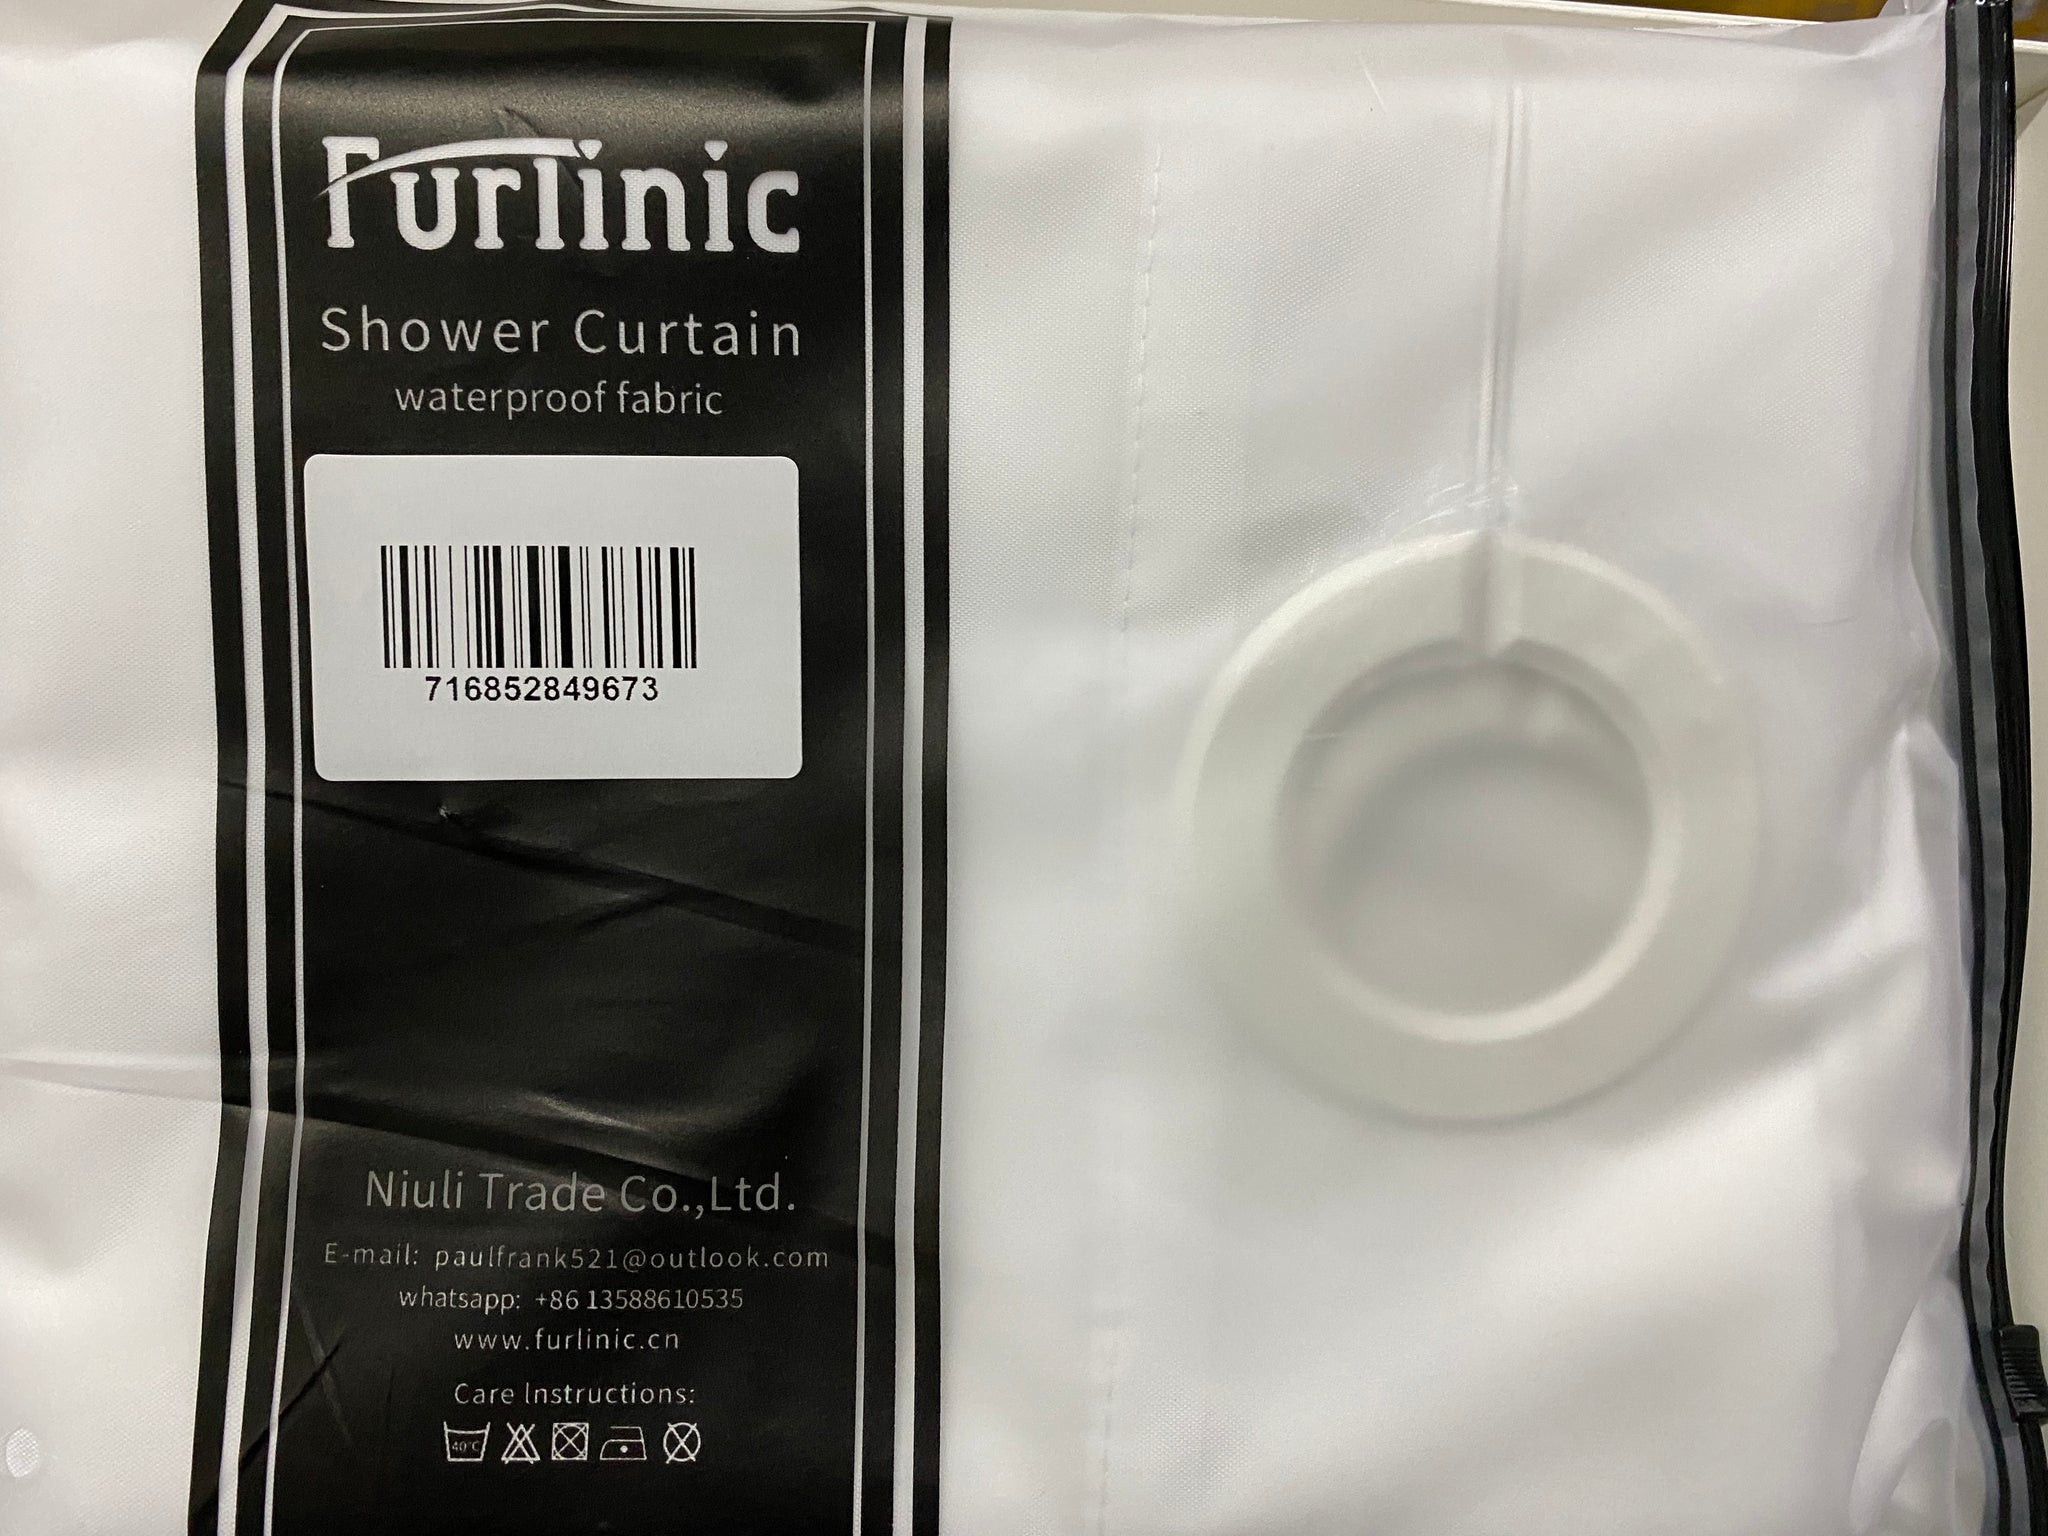 Furlinic
Shower Curtain
waterproof fabric
716852849673
Niuli Trade Co.,Ltd.
E-mail: paulfrank521@outlook.com
whatsapp: +86 13588610535
www.furlinic.cn
Care Instructions:
40°C